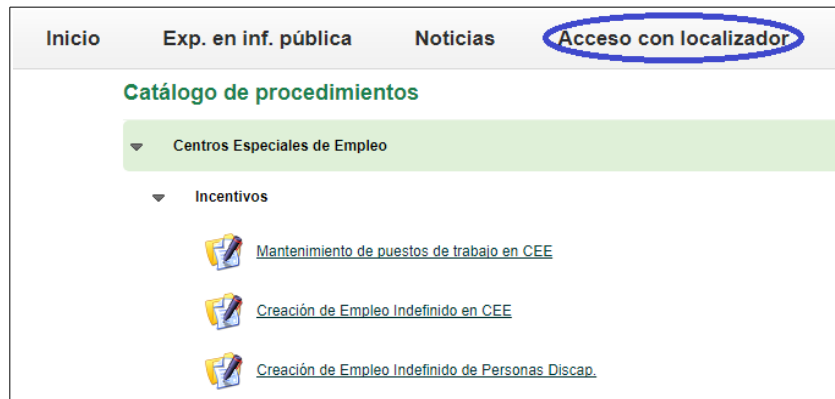 Inicio Exp. en inf. pública Noticias Acceso con localizador
Catálogo de procedimientos
Centros Especiales de Empleo
Incentivos
Mantenimiento de puestos de trabajo en CEE
Creación de Empleo Indefinido en CEE
Creación de Empleo Indefinido de Personas Discap.